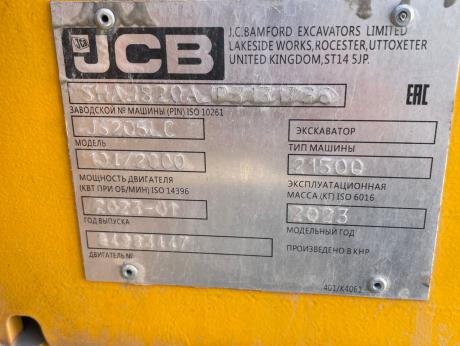 JCB JCB
J.C.BAMFORD EXCAVATORS LIMITED
LAKESIDE WORKS,ROCESTER,UTTOXETER
UNITED KINGDOM,ST14 5JP.
EAC
ЗАВОДСКОЙ № МАШИНЫ (PIN) ISO 10261
JS205LC
ЭКСКАВАТОР
МОДЕЛЬ
ТИП МАШИНЫ
101/2000
21500
МОЩНОСТЬ ДВИГАТЕЛЯ
(КВТ ПРИ ОБ/МИН) ISO 14396
ЭКСПЛУАТАЦИОННАЯ
МАССА (КГ) ISO 6016
2023-01
2023
ГОД ВЫПУСКА
МОДЕЛЬНЫЙ ГОД
ДВИГАТЕЛЬ №
ПРОИЗВЕДЕНО В КНР
401/K4061